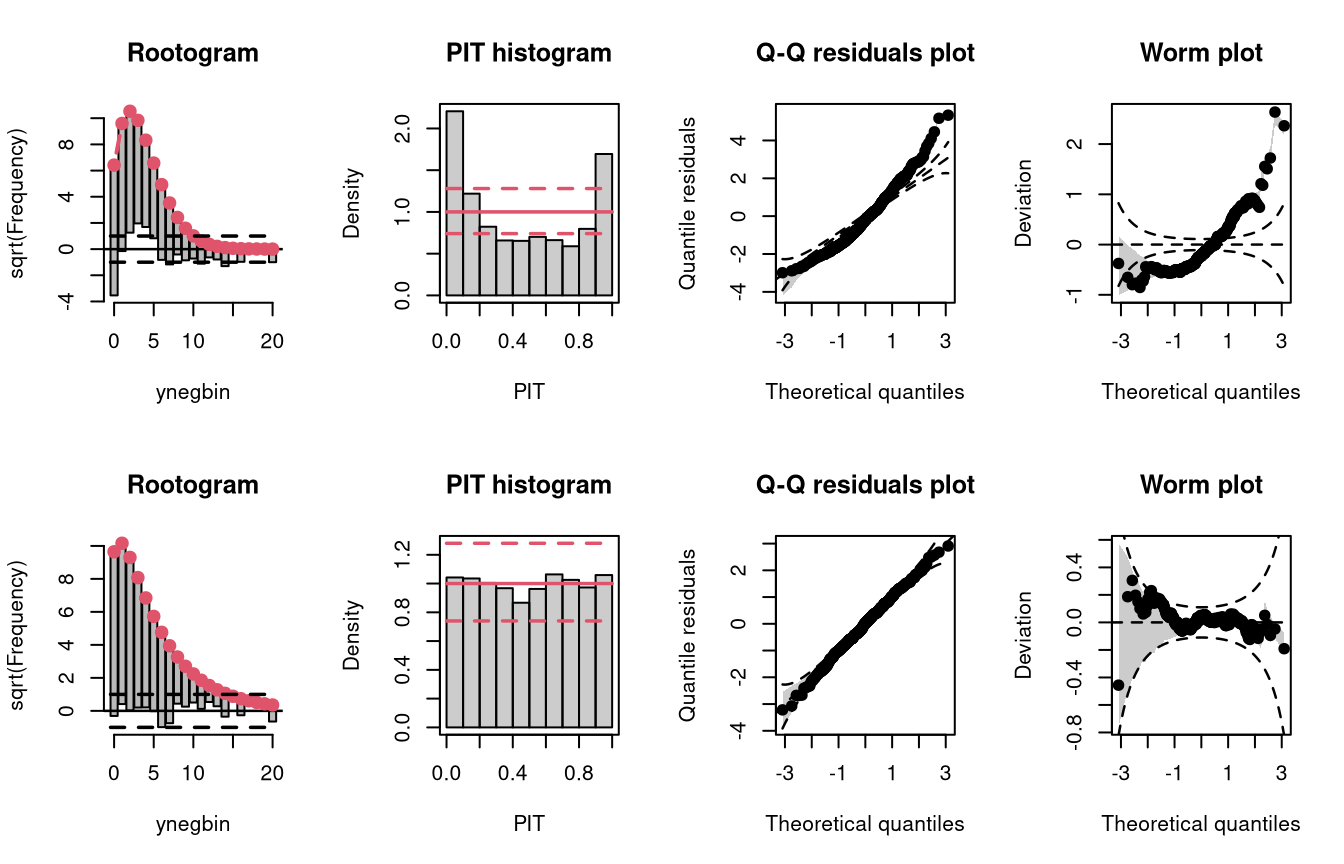 Rootogram
PIT histogram
Q-Q residuals plot
Worm plot
sqrt(Frequency)
-4 0 4 8
0 5 10 20
ynegbin
Density
0.0 1.0 2.0
0.0 0.4 0.8
PIT
Quantile residuals
-4 -2 0 2 4
-3 -1 1 3
Theoretical quantiles
Deviation
-1 0 1 2
-3 -1 1 3
Theoretical quantiles
Rootogram
PIT histogram
Q-Q residuals plot
Worm plot
sqrt(Frequency)
0 2 4 6 8
0 5 10 20
ynegbin
Density
0.0 0.4 0.8 1.2
0.0 0.4 0.8
PIT
Quantile residuals
-4 -2 0 2
-3 -1 1 3
Theoretical quantiles
Deviation
-0.8 -0.4 0.0 0.4
-3 -1 1 3
Theoretical quantiles